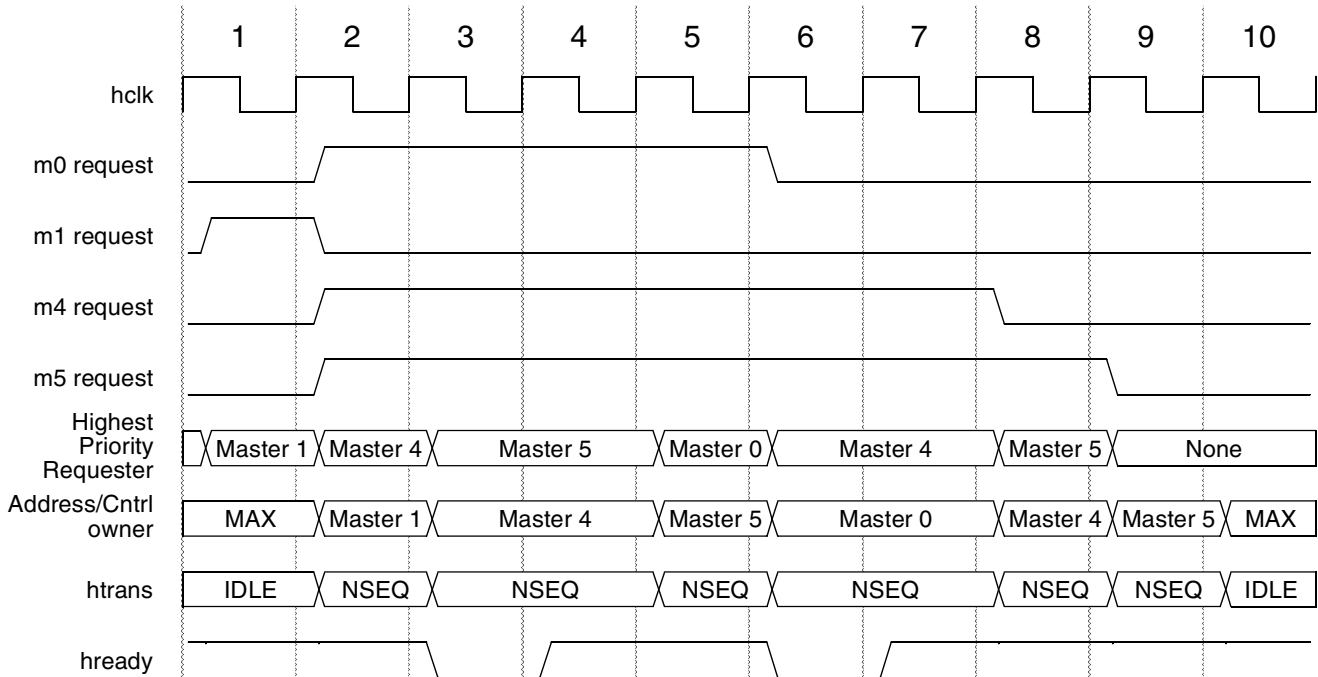 1 2 3 4 5 6 7 8 9 10
hclk
m0 request
m1 request
m4 request
m5 request
Highest
Priority
Requester
Master 1 Master 4 Master 5 Master 0 Master 4 Master 5 None
Address/Cntrl
owner
MAX Master 1 Master 4 Master 5 Master 0 Master 4 Master 5 MAX
htrans IDLE NSEQ NSEQ NSEQ NSEQ NSEQ NSEQ IDLE
hready